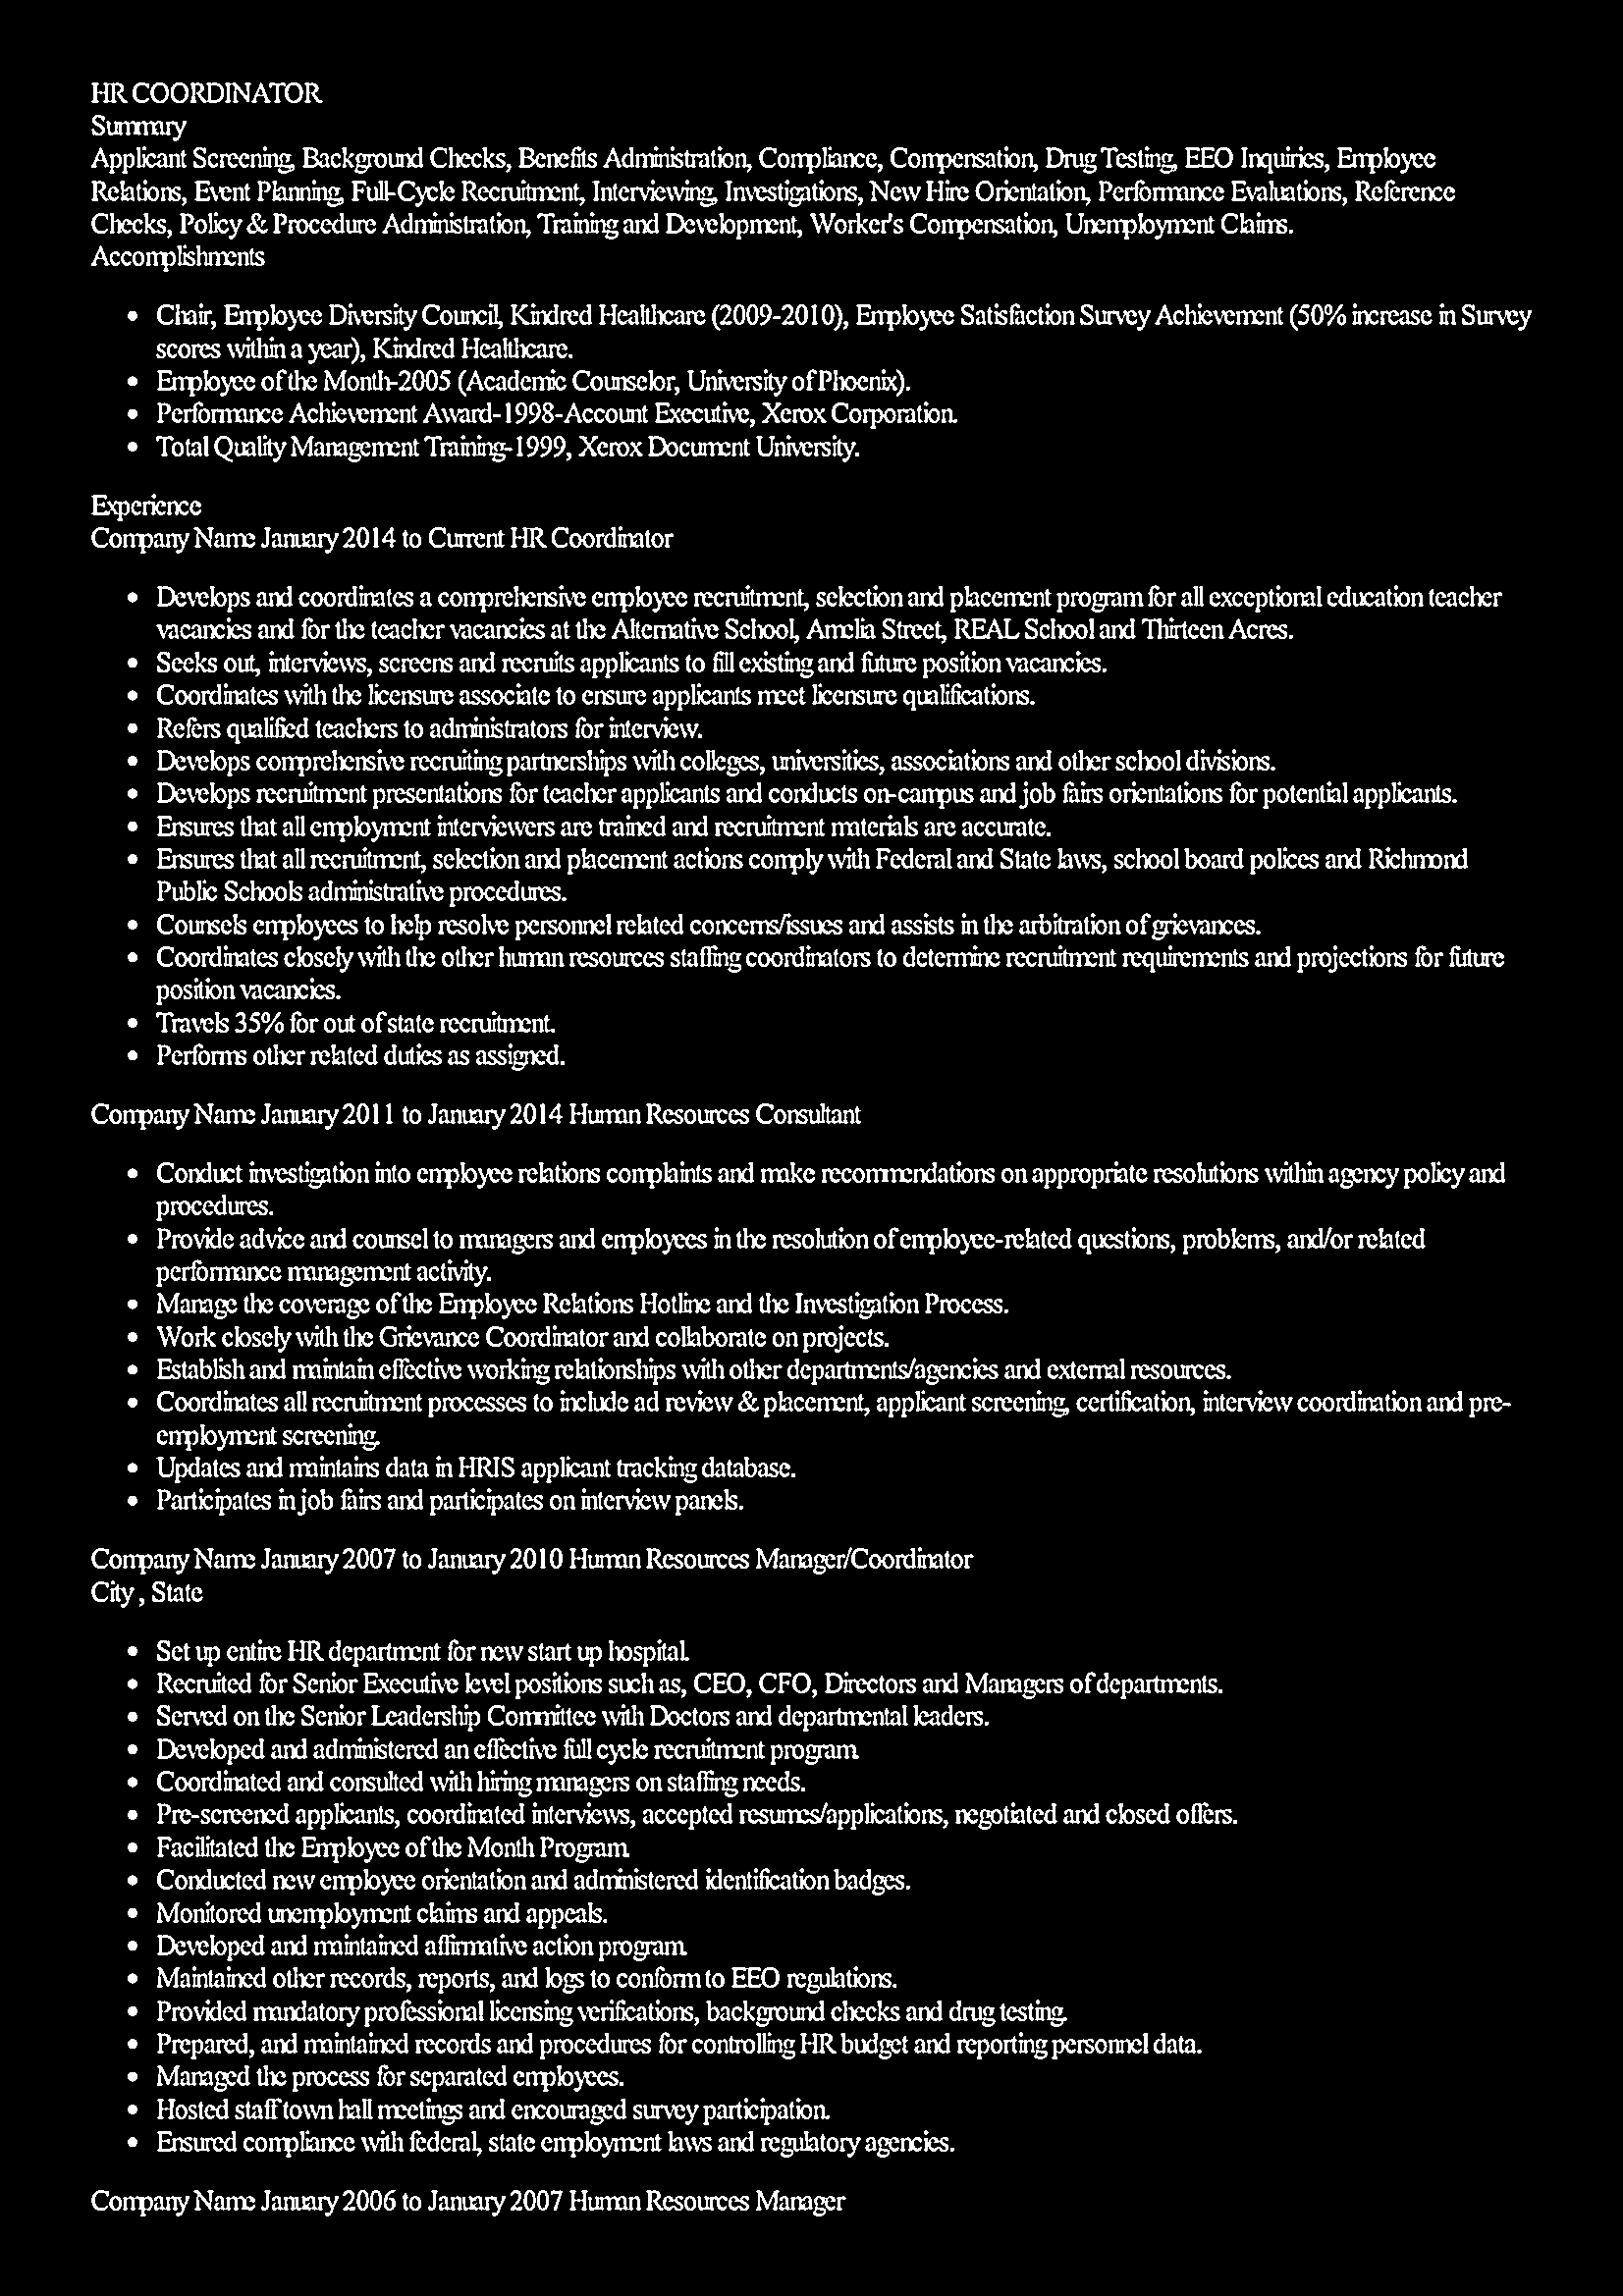 HR COORDINATOR
Summary
Applicant Screening, Background Checks, Benefits Administration, Compliance, Compensation, Drug Testing, EEO Inquiries, Employee
Relations, Event Planning, Full-Cycle Recruitment, Interviewing, Investigations, New Hire Orientation, Performance Evaluations, Reference
Checks, Policy & Procedure Administration, Training and Development, Worker's Compensation, Unemployment Claims.
Accomplishments
• Chair, Employee Diversity Council, Kindred Healthcare (2009-2010), Employee Satisfaction Survey Achievement (50% increase in Survey
scores within a year), Kindred Healthcare.
• Employee of the Month-2005 (Academic Counselor, University of Phoenix).
• Performance Achievement Award-1998-Account Executive, Xerox Corporation.
• Total Quality Management Training-1999, Xerox Document University.
Experience
Company Name January 2014 to Current HR Coordinator
• Develops and coordinates a comprehensive employee recruitment, selection and placement program for all exceptional education teacher
vacancies and for the teacher vacancies at the Alternative School, Amelia Street, REAL School and Thirteen Acres.
• Seeks out, interviews, screens and recruits applicants to fill existing and future position vacancies.
• Coordinates with the licensure associate to ensure applicants meet licensure qualifications.
• Refers qualified teachers to administrators for interview.
• Develops comprehensive recruiting partnerships with colleges, universities, associations and other school divisions.
• Develops recruitment presentations for teacher applicants and conducts on-campus and job fairs orientations for potential applicants.
• Ensures that all employment interviewers are trained and recruitment materials are accurate.
• Ensures that all recruitment, selection and placement actions comply with Federal and State laws, school board polices and Richmond
Public Schools administrative procedures.
• Counsels employees to help resolve personnel related concerns/issues and assists in the arbitration of grievances.
• Coordinates closely with the other human resources staffing coordinators to determine recruitment requirements and projections for future
position vacancies.
• Travels 35% for out of state recruitment.
• Performs other related duties as assigned.
Company Name January 2011 to January 2014 Human Resources Consultant
• Conduct investigation into employee relations complaints and make recommendations on appropriate resolutions within agency policy and
procedures.
• Provide advice and counsel to managers and employees in the resolution of employee-related questions, problems, and/or related
performance management activity.
• Manage the coverage of the Employee Relations Hotline and the Investigation Process.
• Work closely with the Grievance Coordinator and collaborate on projects.
• Establish and maintain effective working relationships with other departments/agencies and external resources.
• Coordinates all recruitment processes to include ad review & placement, applicant screening, certification, interview coordination and pre-
employment screening.
• Updates and maintains data in HRIS applicant tracking database.
• Participates in job fairs and participates on interview panels.
Company Name January 2007 to January 2010 Human Resources Manager/Coordinator
City , State
• Set up entire HR department for new start up hospital.
• Recruited for Senior Executive level positions such as, CEO, CFO, Directors and Managers of departments.
• Served on the Senior Leadership Committee with Doctors and departmental leaders.
• Developed and administered an effective full cycle recruitment program.
• Coordinated and consulted with hiring managers on staffing needs.
• Pre-screened applicants, coordinated interviews, accepted resumes/applications, negotiated and closed offers.
• Facilitated the Employee of the Month Program.
• Conducted new employee orientation and administered identification badges.
• Monitored unemployment claims and appeals.
• Developed and maintained affirmative action program.
• Maintained other records, reports, and logs to conform to EEO regulations.
• Provided mandatory professional licensing verifications, background checks and drug testing.
• Prepared, and maintained records and procedures for controlling HR budget and reporting personnel data.
• Managed the process for separated employees.
• Hosted staff town hall meetings and encouraged survey participation.
• Ensured compliance with federal, state employment laws and regulatory agencies.
Company Name January 2006 to January 2007 Human Resources Manager